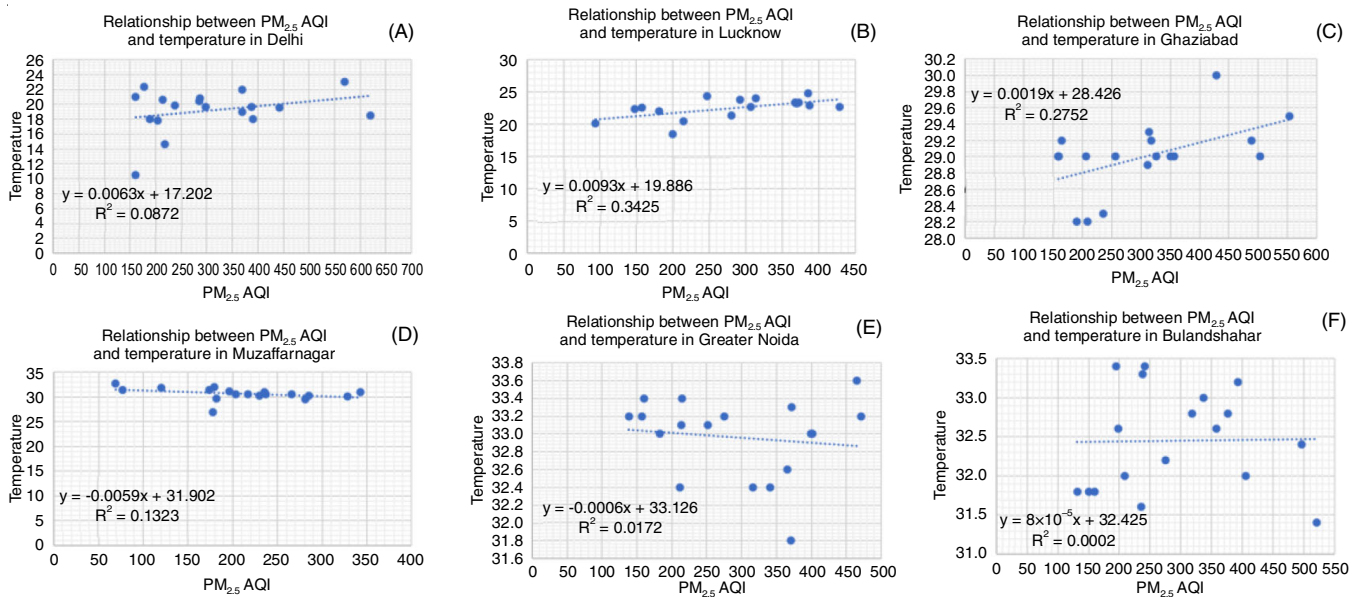 Relationship between PM2.5 AQI
and temperature in Delhi
(A)
Temperature
26
24
22
20
18
16
14
12
10
8
6
4
2
0
y = 0.0063x + 17.202
R² = 0.0872
0 50 100 150 200 250 300 350 400 450 500 550 600 700
PM2.5 AQI
Relationship between PM2.5 AQI
and temperature in Lucknow
(B)
Temperature
30
25
20
15
10
5
0
y = 0.0093x + 19.886
R² = 0.3425
0 50 100 150 200 250 300 350 400 450
PM2.5 AQI
Relationship between PM2.5 AQI
and temperature in Ghaziabad
(C)
Temperature
30.2
30.0
29.8
29.6
29.4
29.2
29.0
28.8
28.6
28.4
28.2
28.0
y = 0.0019x + 28.426
R² = 0.2752
0 50 100 150 200 250 300 350 400 450 500 550 600
PM2.5 AQI
Relationship between PM2.5 AQI
and temperature in Muzaffarnagar
(D)
Temperature
35
30
25
20
15
10
5
0
y = -0.0059x + 31.902
R² = 0.1323
0 50 100 150 200 250 300 350 400
PM2.5 AQI
Relationship between PM2.5 AQI
and temperature in Greater Noida
(E)
Temperature
33.8
33.6
33.4
33.2
33.0
32.8
32.6
32.4
32.2
32.0
31.8
31.6
y = -0.0006x + 33.126
R² = 0.0172
0 50 100 150 200 250 300 350 400 450 500
PM2.5 AQI
Relationship between PM2.5 AQI
and temperature in Bulandshahar
(F)
Temperature
33.5
33.0
32.5
32.0
31.5
31.0
y = 8×10⁻⁵x + 32.425
R² = 0.0002
0 50 100 150 200 250 300 350 400 450 500 550
PM2.5 AQI